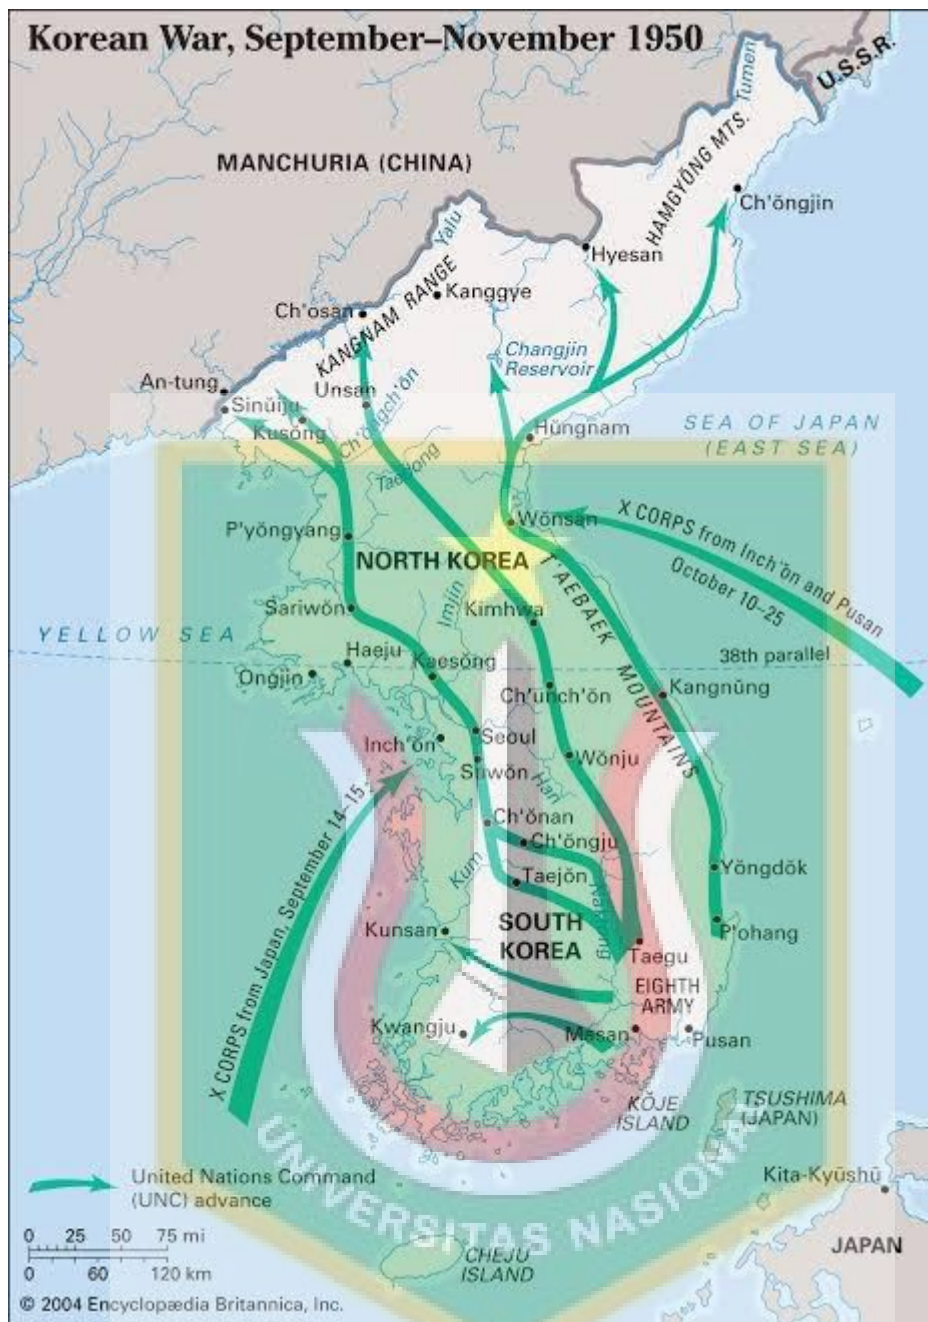 Korean War, September–November 1950
U.S.S.R.
Tumen
MANCHURIA (CHINA)
HAMGYŎNG MTS.
Ch'ŏngjin
Yalu
Hyesan
KANGNAM RANGE
Kanggye
Ch'osan
Changjin
Reservoir
An-tung
Unsan
Sinŭiju
Kusŏng
Ch'ŏngch'ŏn
Hŭngnam
SEA OF JAPAN
(EAST SEA)
Taedong
P'yŏngyang
Wŏnsan
X CORPS from Inch'ŏn and Pusan
October 10–25
NORTH KOREA
T'AEBAEK MOUNTAINS
Imjin
Sariwŏn
Kimhwa
YELLOW SEA
Haeju
38th parallel
Kaesŏng
Ongjin
Ch'unch'ŏn
Kangnŭng
Inch'ŏn
Seoul
Suwŏn
Han
Wŏnju
X CORPS from Japan, September 14–15
Ch'ŏnan
Ch'ŏngju
Kum
Taejŏn
Yŏngdŏk
Naktong
Kunsan
SOUTH
KOREA
P'ohang
Taegu
EIGHTH
ARMY
Kwangju
Masan
Pusan
KŎJE
ISLAND
TSUSHIMA
(JAPAN)
UNIVERSITAS NASIONAL
United Nations Command
(UNC) advance
Kita-Kyūshū
0 25 50 75 mi
0 60 120 km
CHEJU
ISLAND
JAPAN
© 2004 Encyclopædia Britannica, Inc.